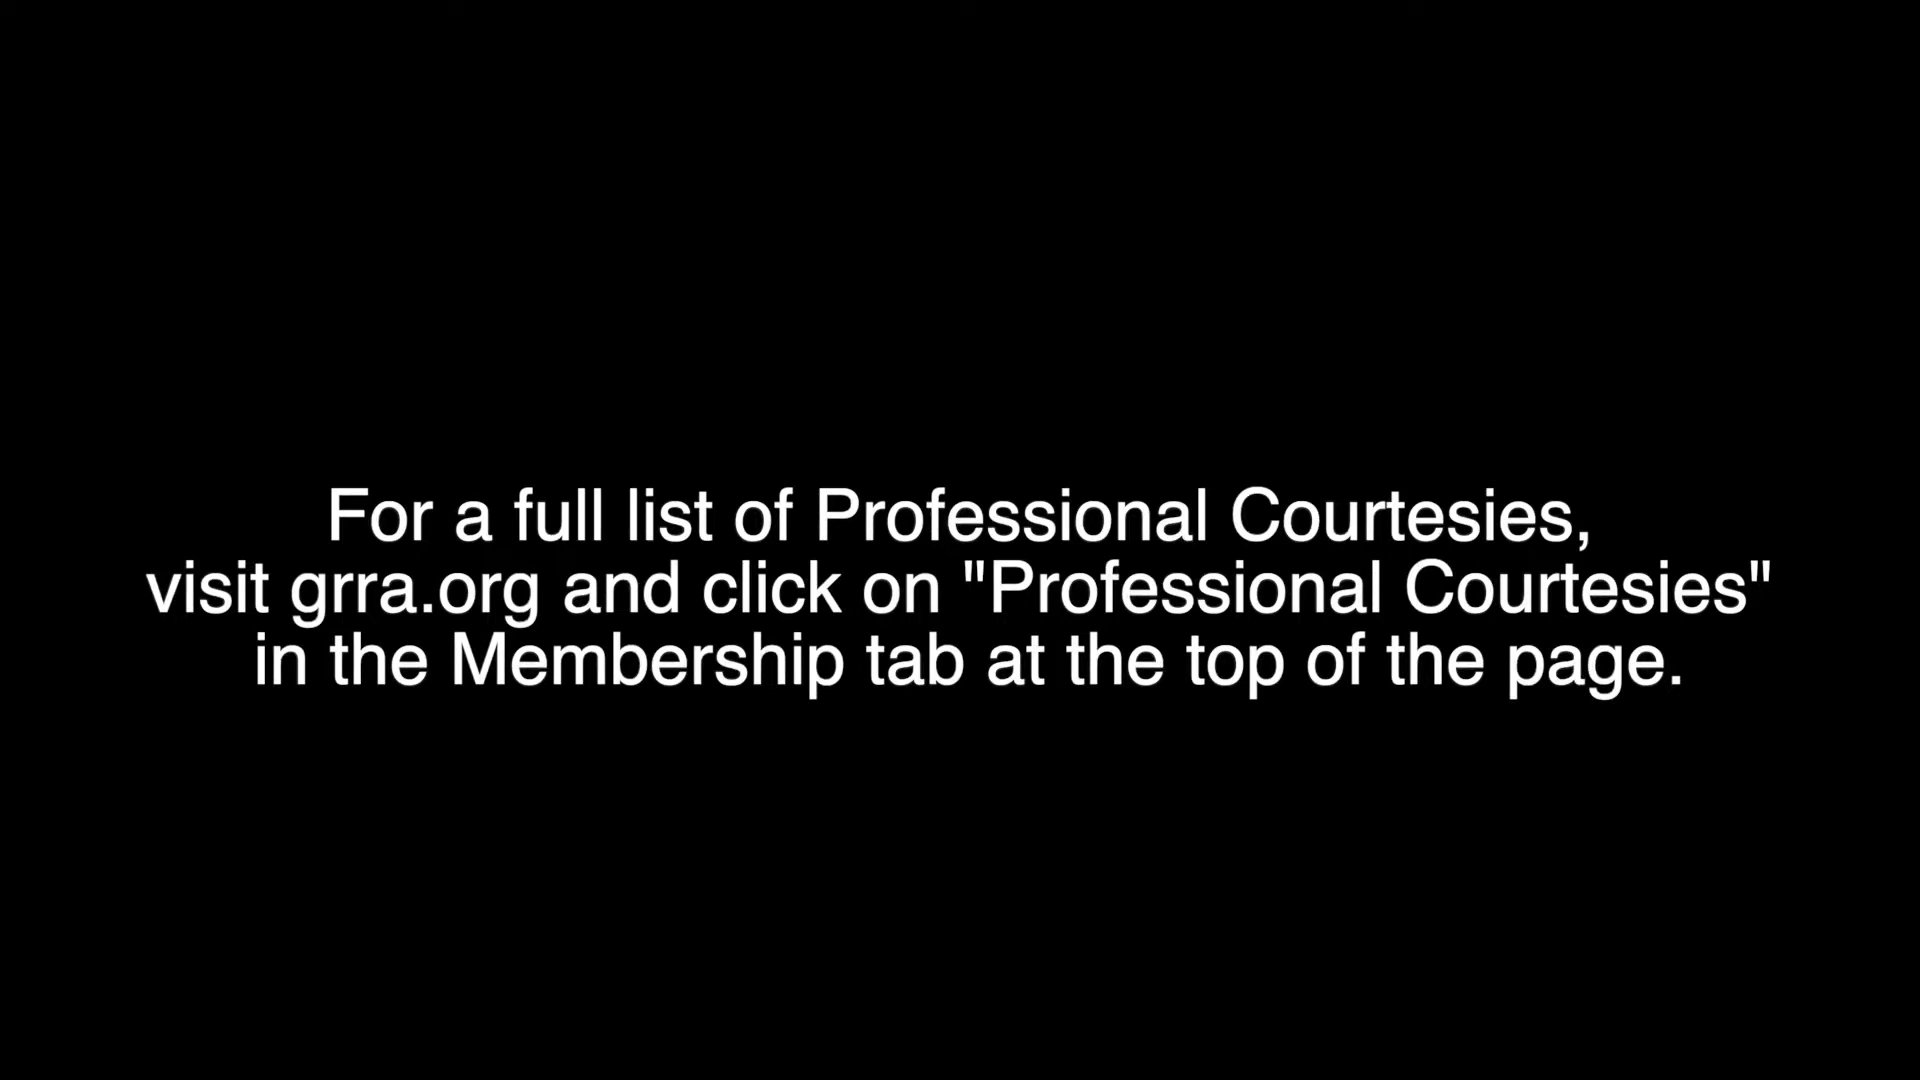 For a full list of Professional Courtesies,
visit grra.org and click on "Professional Courtesies"
in the Membership tab at the top of the page.